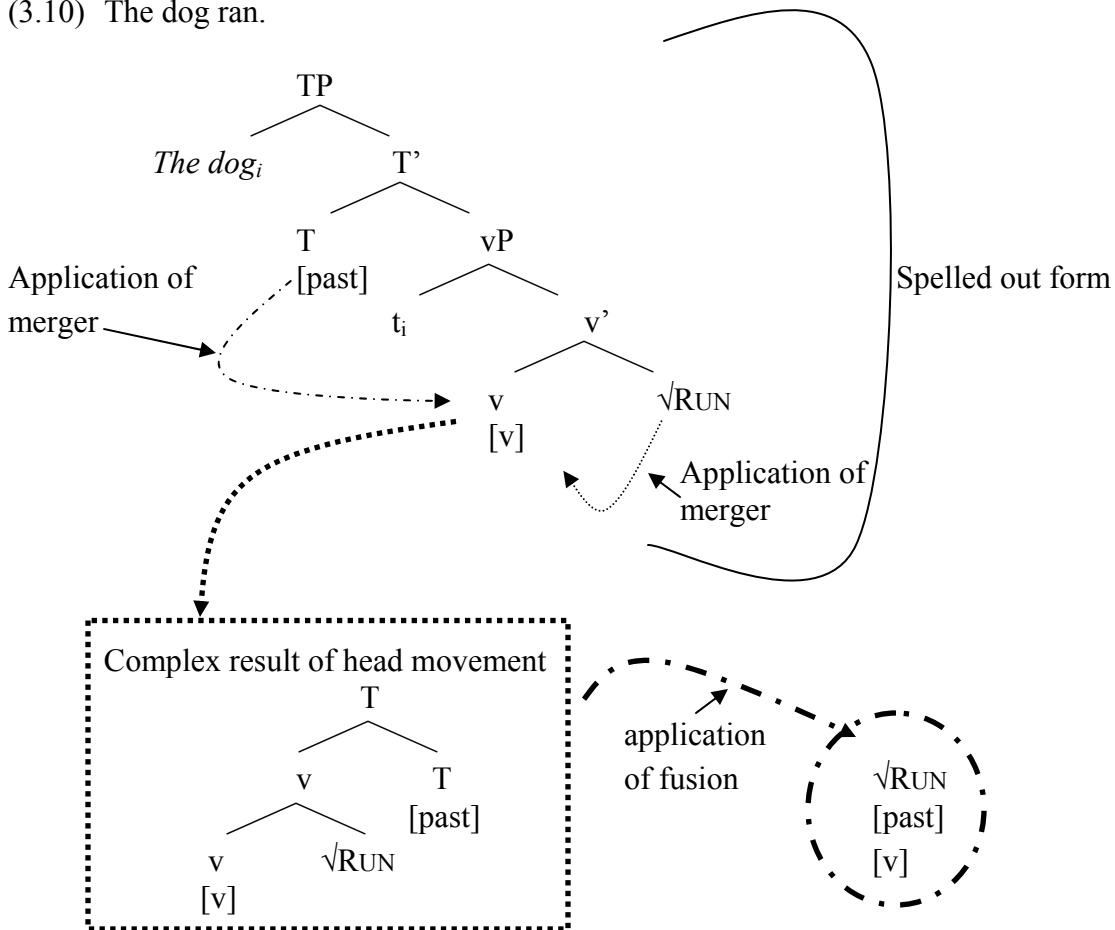 (3.10) The dog ran.
TP
The dogi
T’
T
vP
[past]
Application of
merger
Spelled out form
ti
v’
v
√RUN
[v]
Application of
merger
Complex result of head movement
T
v
T
[past]
v
√RUN
[v]
application
of fusion
√RUN
[past]
[v]